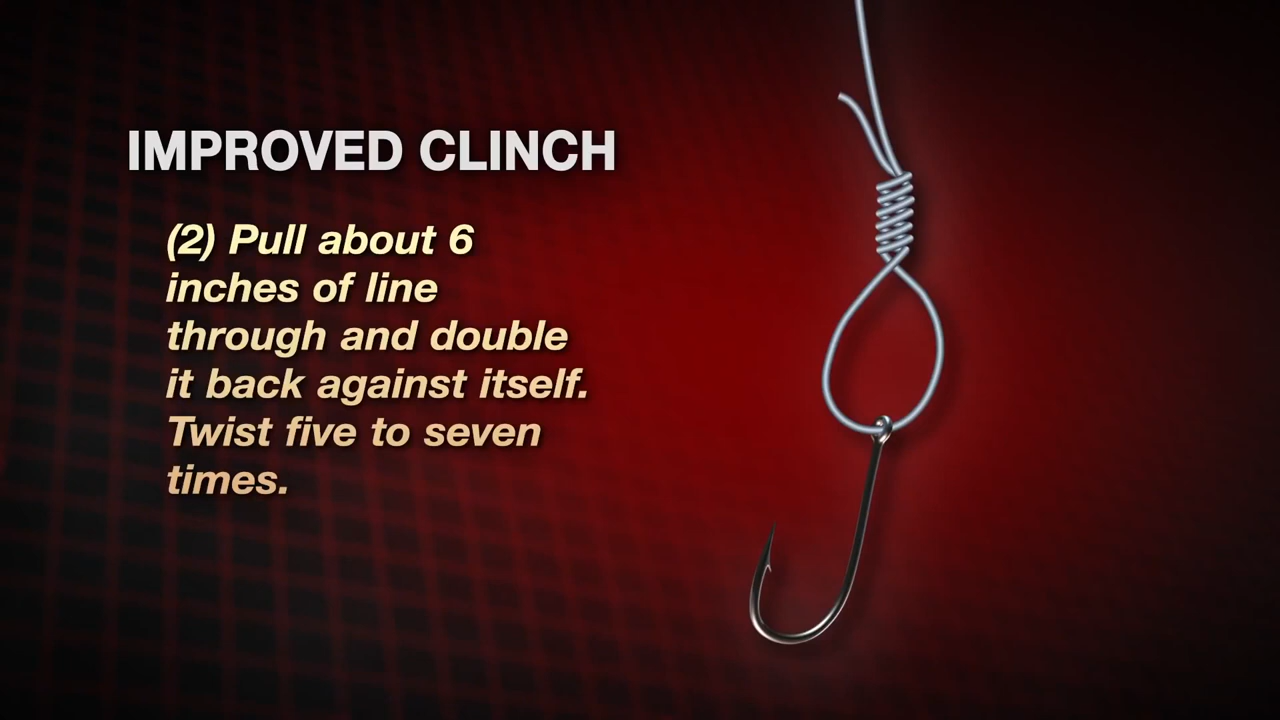 IMPROVED CLINCH
(2) Pull about 6
inches of line
through and double
it back against itself.
Twist five to seven
times.